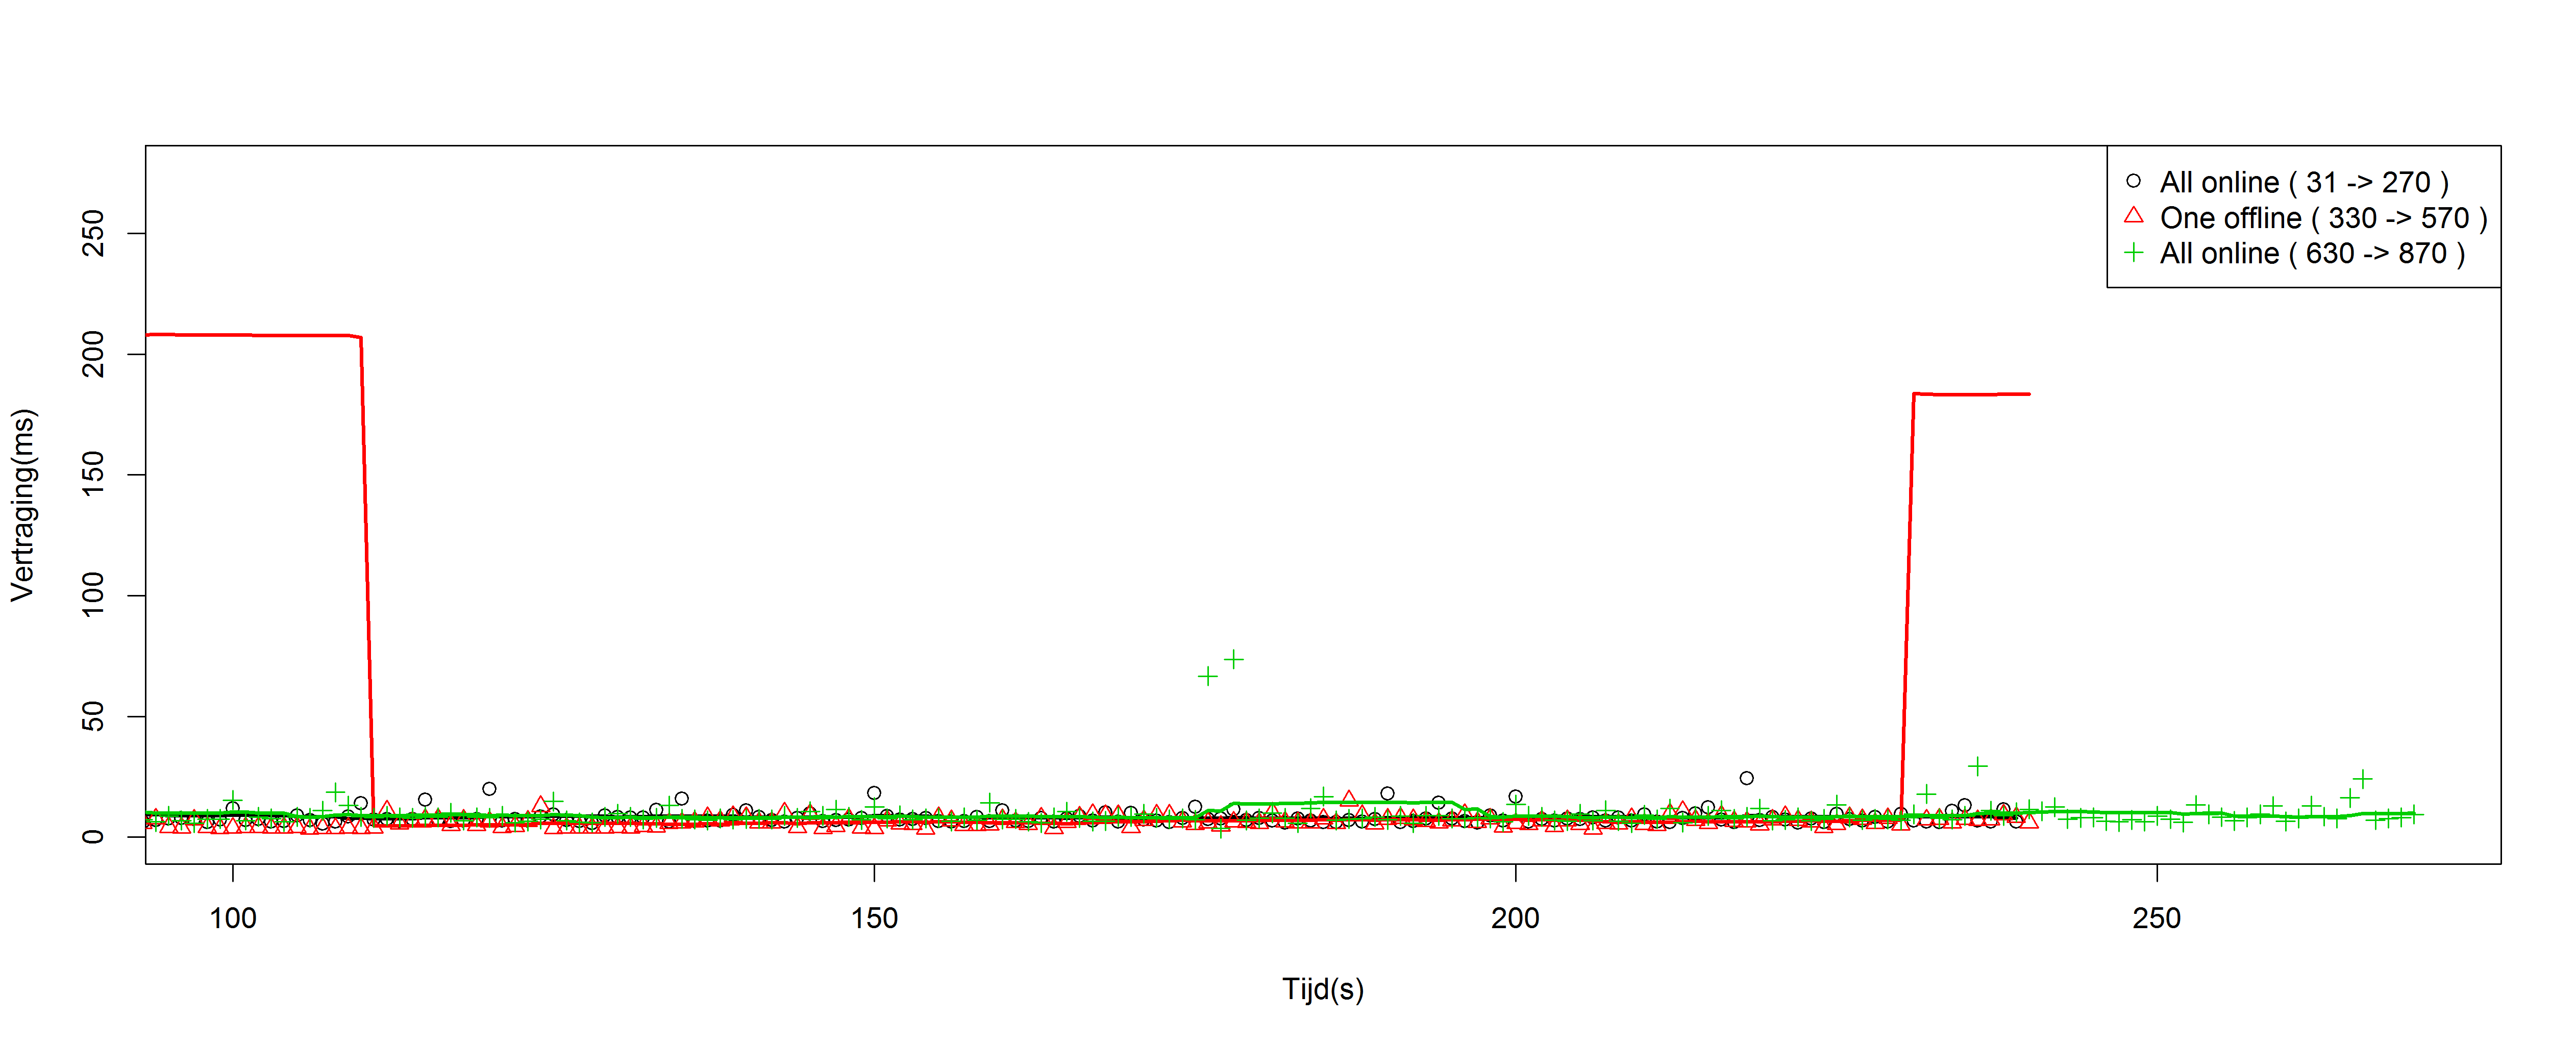 All online ( 31 -> 270 )
One offline ( 330 -> 570 )
All online ( 630 -> 870 )
250
200
150
100
50
0
Vertraging(ms)
100 150 200 250
Tijd(s)